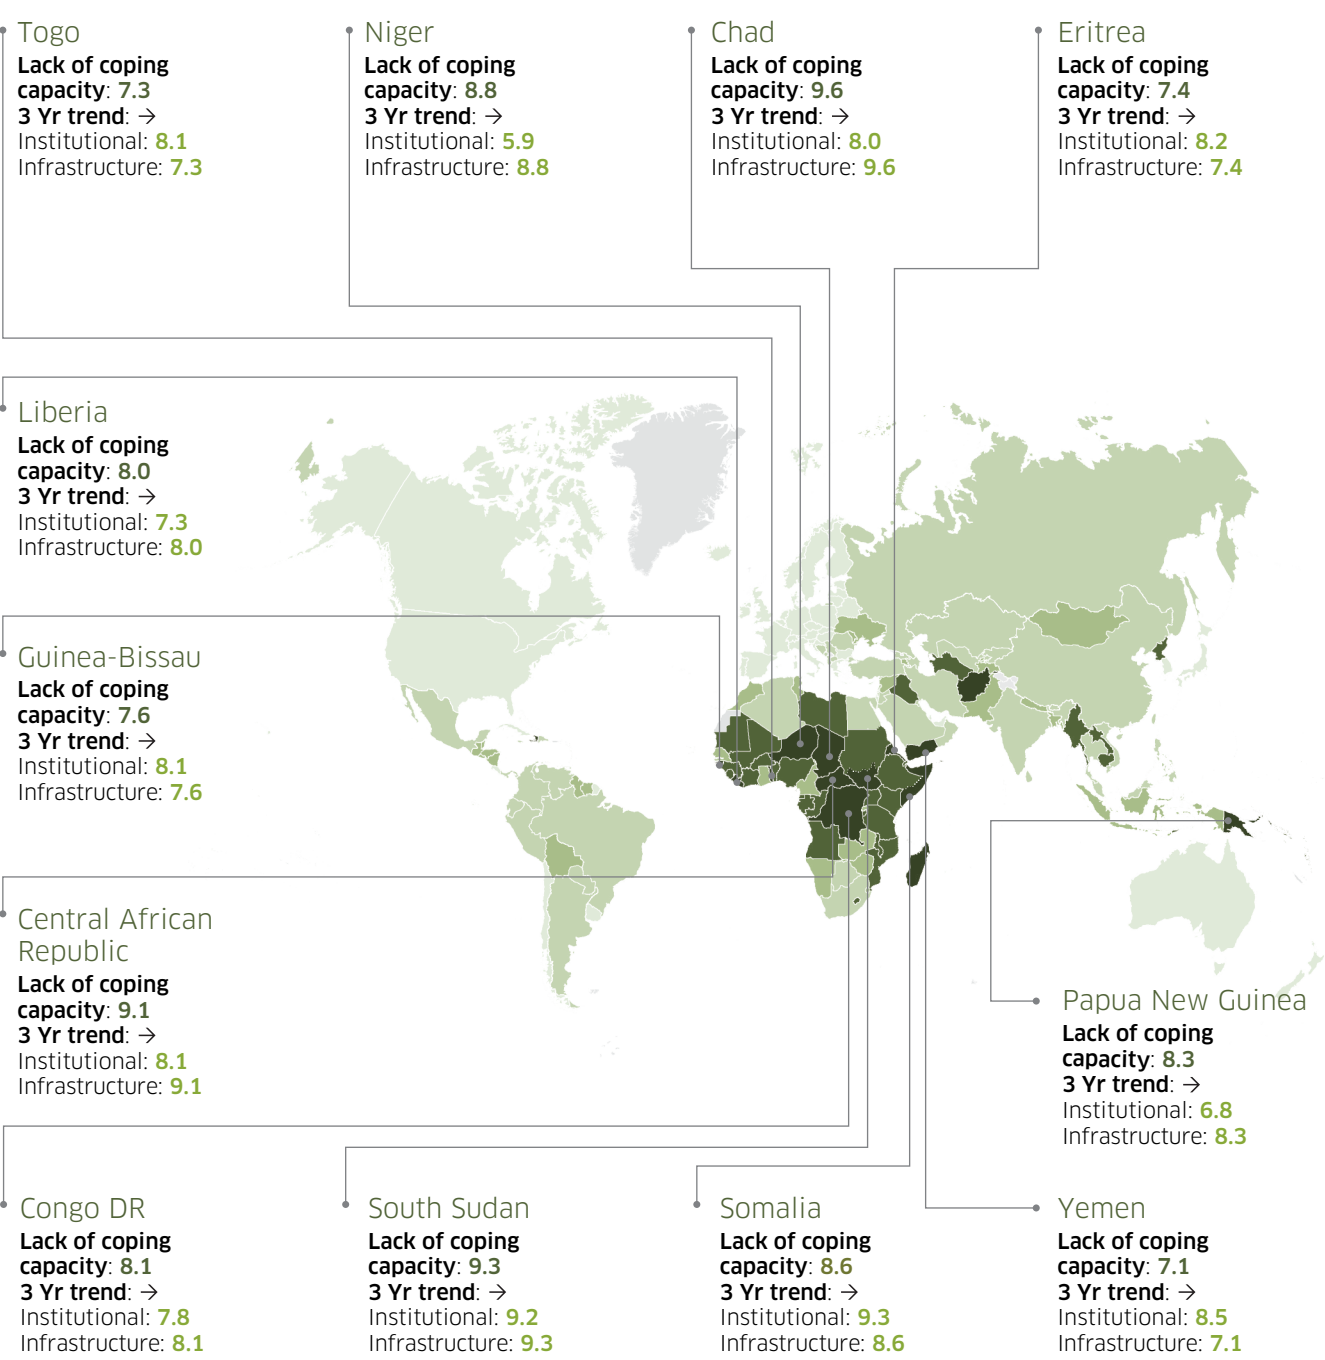 Togo
Lack of coping
capacity: 7.3
3 Yr trend: →
Institutional: 8.1
Infrastructure: 7.3
Niger
Lack of coping
capacity: 8.8
3 Yr trend: →
Institutional: 5.9
Infrastructure: 8.8
Chad
Lack of coping
capacity: 9.6
3 Yr trend: →
Institutional: 8.0
Infrastructure: 9.6
Eritrea
Lack of coping
capacity: 7.4
3 Yr trend: →
Institutional: 8.2
Infrastructure: 7.4
Liberia
Lack of coping
capacity: 8.0
3 Yr trend: →
Institutional: 7.3
Infrastructure: 8.0
Guinea-Bissau
Lack of coping
capacity: 7.6
3 Yr trend: →
Institutional: 8.1
Infrastructure: 7.6
Central African
Republic
Lack of coping
capacity: 9.1
3 Yr trend: →
Institutional: 8.1
Infrastructure: 9.1
Papua New Guinea
Lack of coping
capacity: 8.3
3 Yr trend: →
Institutional: 6.8
Infrastructure: 8.3
Congo DR
Lack of coping
capacity: 8.1
3 Yr trend: →
Institutional: 7.8
Infrastructure: 8.1
South Sudan
Lack of coping
capacity: 9.3
3 Yr trend: →
Institutional: 9.2
Infrastructure: 9.3
Somalia
Lack of coping
capacity: 8.6
3 Yr trend: →
Institutional: 9.3
Infrastructure: 8.6
Yemen
Lack of coping
capacity: 7.1
3 Yr trend: →
Institutional: 8.5
Infrastructure: 7.1